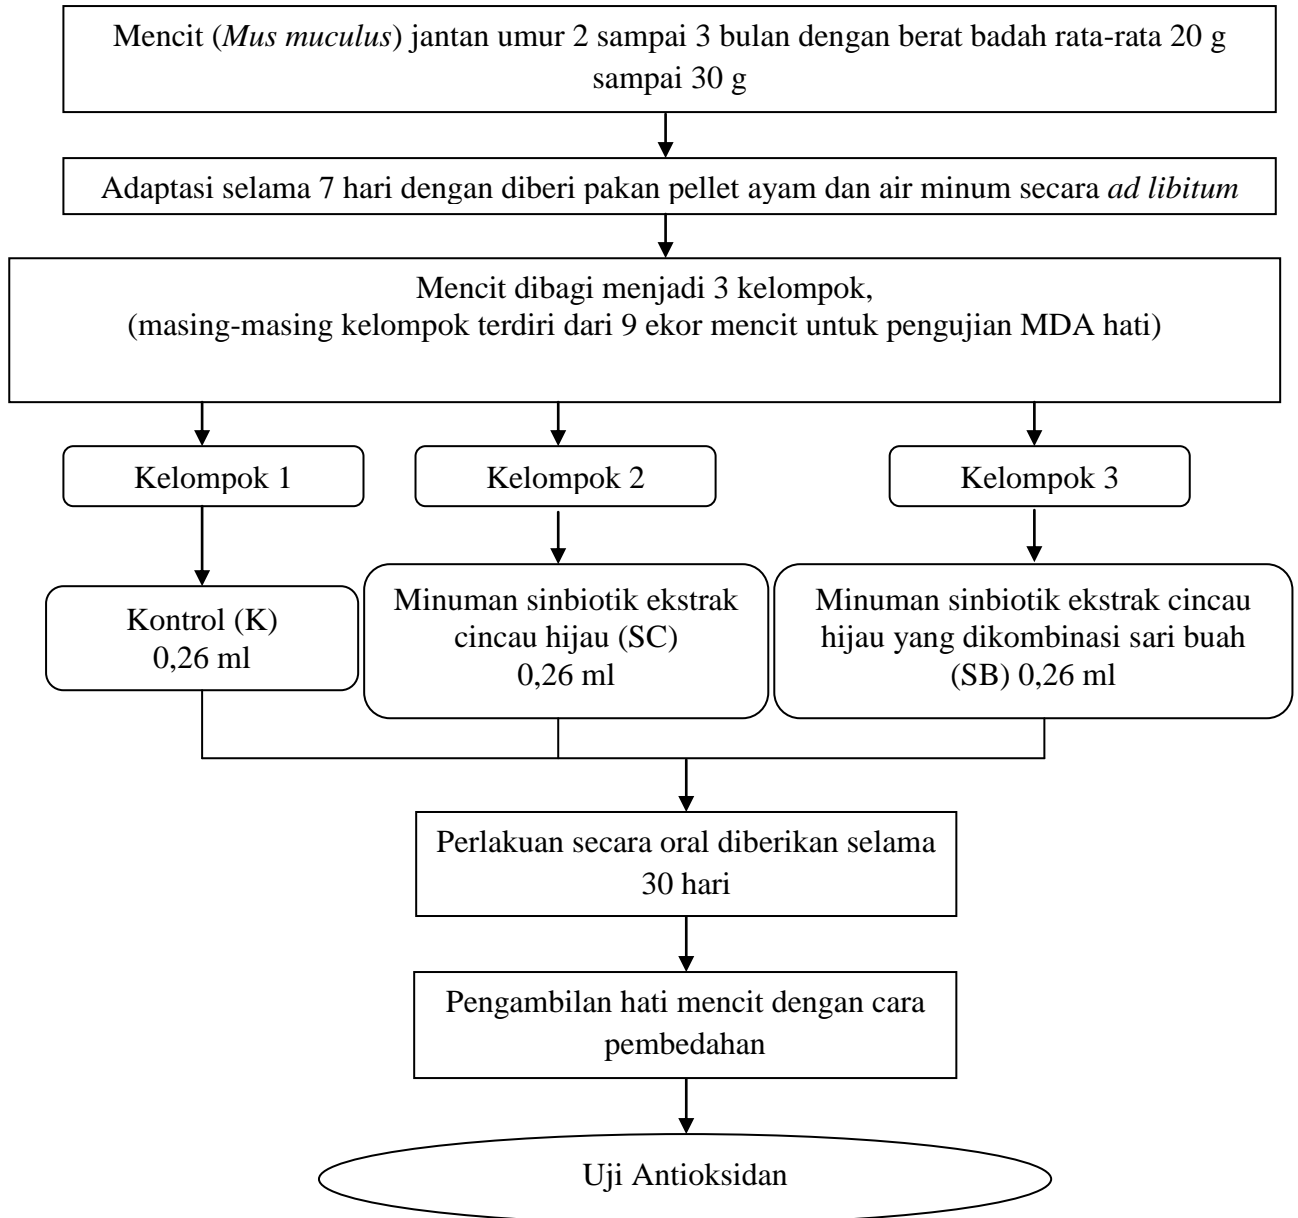 Mencit (Mus muculus) jantan umur 2 sampai 3 bulan dengan berat badah rata-rata 20 g
sampai 30 g
Adaptasi selama 7 hari dengan diberi pakan pellet ayam dan air minum secara ad libitum
Mencit dibagi menjadi 3 kelompok,
(masing-masing kelompok terdiri dari 9 ekor mencit untuk pengujian MDA hati)
Kelompok 1
Kelompok 2
Kelompok 3
Kontrol (K)
0,26 ml
Minuman sinbiotik ekstrak
cincau hijau (SC)
0,26 ml
Minuman sinbiotik ekstrak cincau
hijau yang dikombinasi sari buah
(SB) 0,26 ml
Perlakuan secara oral diberikan selama
30 hari
Pengambilan hati mencit dengan cara
pembedahan
Uji Antioksidan